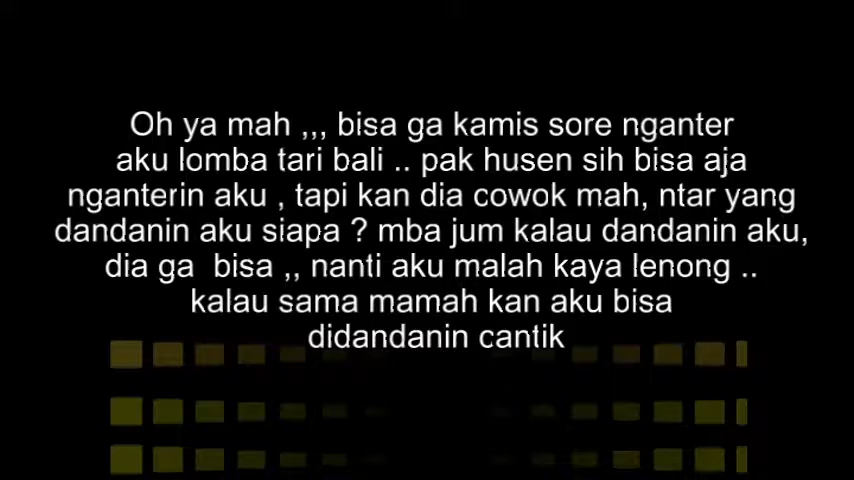 Oh ya mah ,,, bisa ga kamis sore nganter
aku lomba tari bali .. pak husen sih bisa aja
nganterin aku , tapi kan dia cowok mah, ntar yang
dandanin aku siapa ? mba jum kalau dandanin aku,
dia ga  bisa ,, nanti aku malah kaya lenong ..
kalau sama mamah kan aku bisa
didandanin cantik